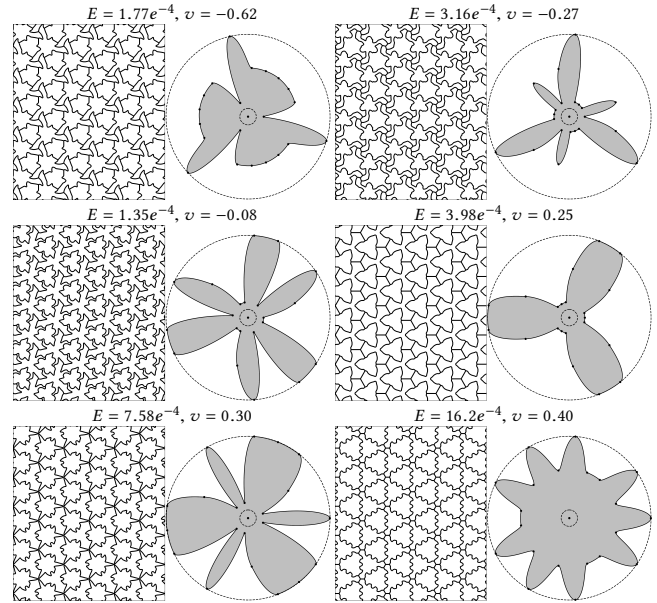 E = 1.77e⁻⁴, υ = −0.62
E = 3.16e⁻⁴, υ = −0.27
E = 1.35e⁻⁴, υ = −0.08
E = 3.98e⁻⁴, υ = 0.25
E = 7.58e⁻⁴, υ = 0.30
E = 16.2e⁻⁴, υ = 0.40